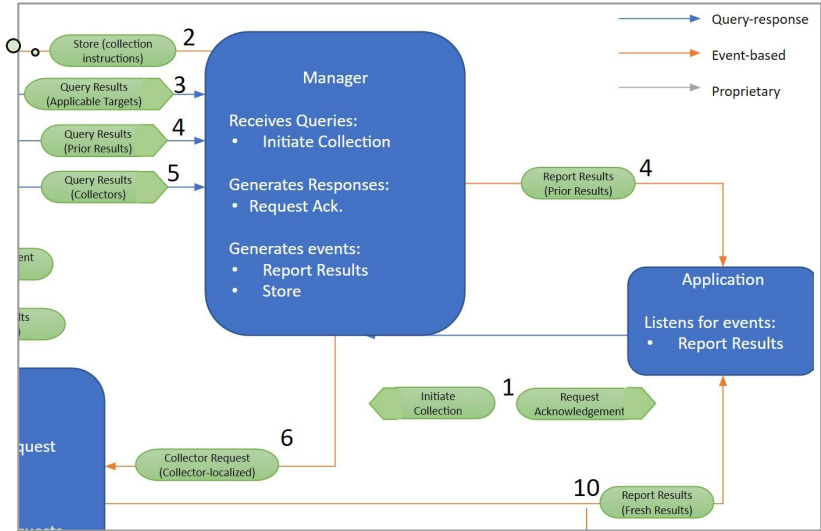 Store (collection
instructions)
2
Query-response
Event-based
Proprietary
Query Results
(Applicable Targets)
3
Query Results
(Prior Results)
4
Query Results
(Collectors)
5
Manager
Receives Queries:
• Initiate Collection
Generates Responses:
• Request Ack.
Generates events:
• Report Results
• Store
Report Results
(Prior Results)
4
Application
Listens for events:
• Report Results
Initiate
Collection
1
Request
Acknowledgement
6
Collector Request
(Collector-localized)
10
Report Results
(Fresh Results)